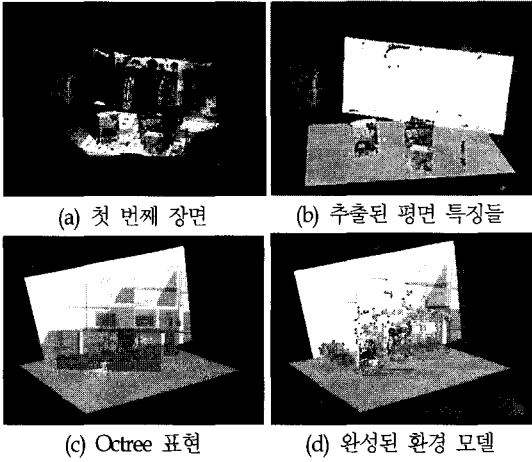 (a) 첫 번째 장면
(b) 추출된 평면 특징들
(c) Octree 표현
(d) 완성된 환경 모델